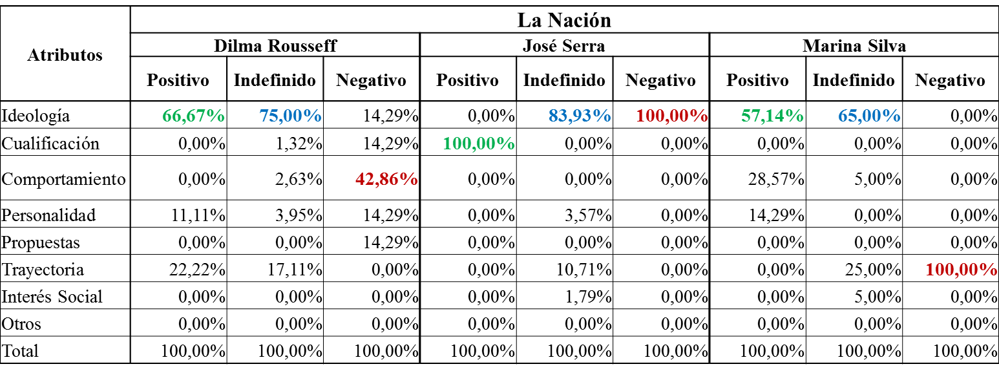 La Nación
Atributos
Dilma Rousseff José Serra Marina Silva
Positivo Indefinido Negativo Positivo Indefinido Negativo Positivo Indefinido Negativo
Ideología 66,67% 75,00% 14,29% 0,00% 83,93% 100,00% 57,14% 65,00% 0,00%
Cualificación 0,00% 1,32% 14,29% 100,00% 0,00% 0,00% 0,00% 0,00% 0,00%
Comportamiento 0,00% 2,63% 42,86% 0,00% 0,00% 0,00% 28,57% 5,00% 0,00%
Personalidad 11,11% 3,95% 14,29% 0,00% 3,57% 0,00% 14,29% 0,00% 0,00%
Propuestas 0,00% 0,00% 14,29% 0,00% 0,00% 0,00% 0,00% 0,00% 0,00%
Trayectoria 22,22% 17,11% 0,00% 0,00% 10,71% 0,00% 0,00% 25,00% 100,00%
Interés Social 0,00% 0,00% 0,00% 0,00% 1,79% 0,00% 0,00% 5,00% 0,00%
Otros 0,00% 0,00% 0,00% 0,00% 0,00% 0,00% 0,00% 0,00% 0,00%
Total 100,00% 100,00% 100,00% 100,00% 100,00% 100,00% 100,00% 100,00% 100,00%